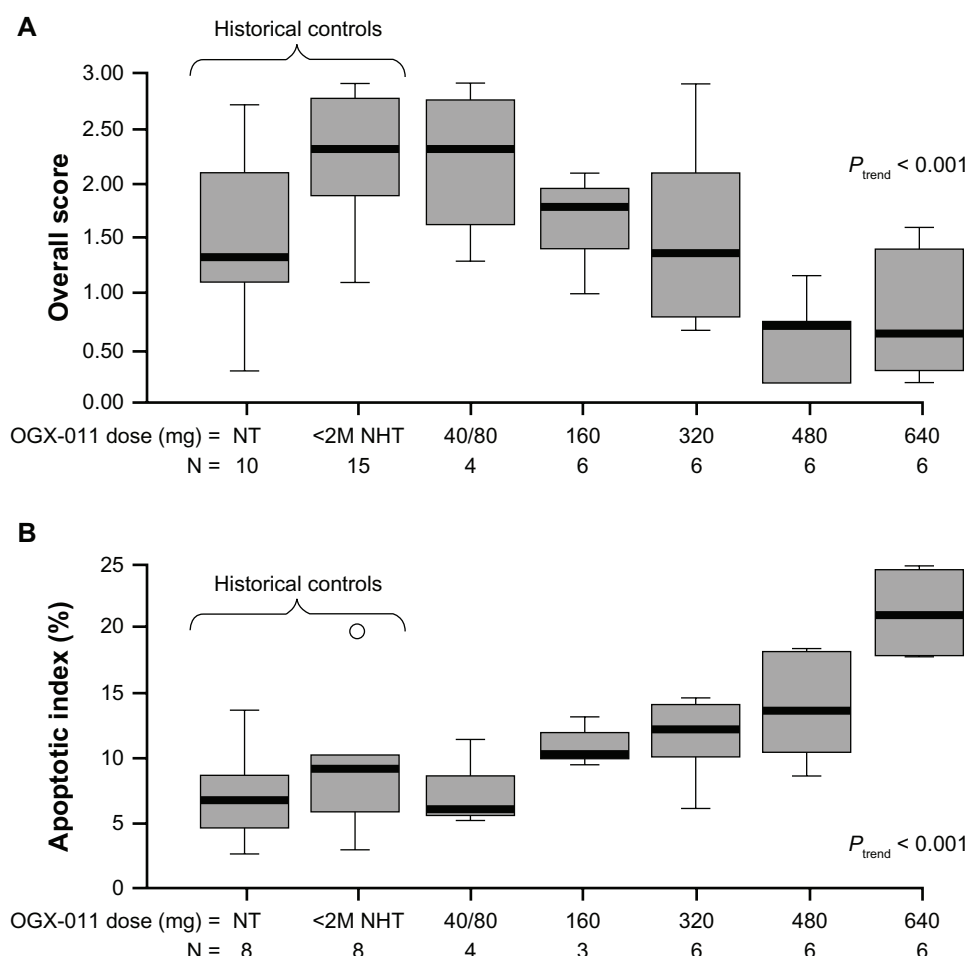 A
Historical controls
3.00
2.50
2.00
1.50
1.00
0.50
0.00
Overall score
P trend < 0.001
OGX-011 dose (mg) = NT <2M NHT 40/80 160 320 480 640
N = 10 15 4 6 6 6 6
B
Historical controls
25
20
15
10
5
0
Apoptotic index (%)
P trend < 0.001
OGX-011 dose (mg) = NT <2M NHT 40/80 160 320 480 640
N = 8 8 4 3 6 6 6